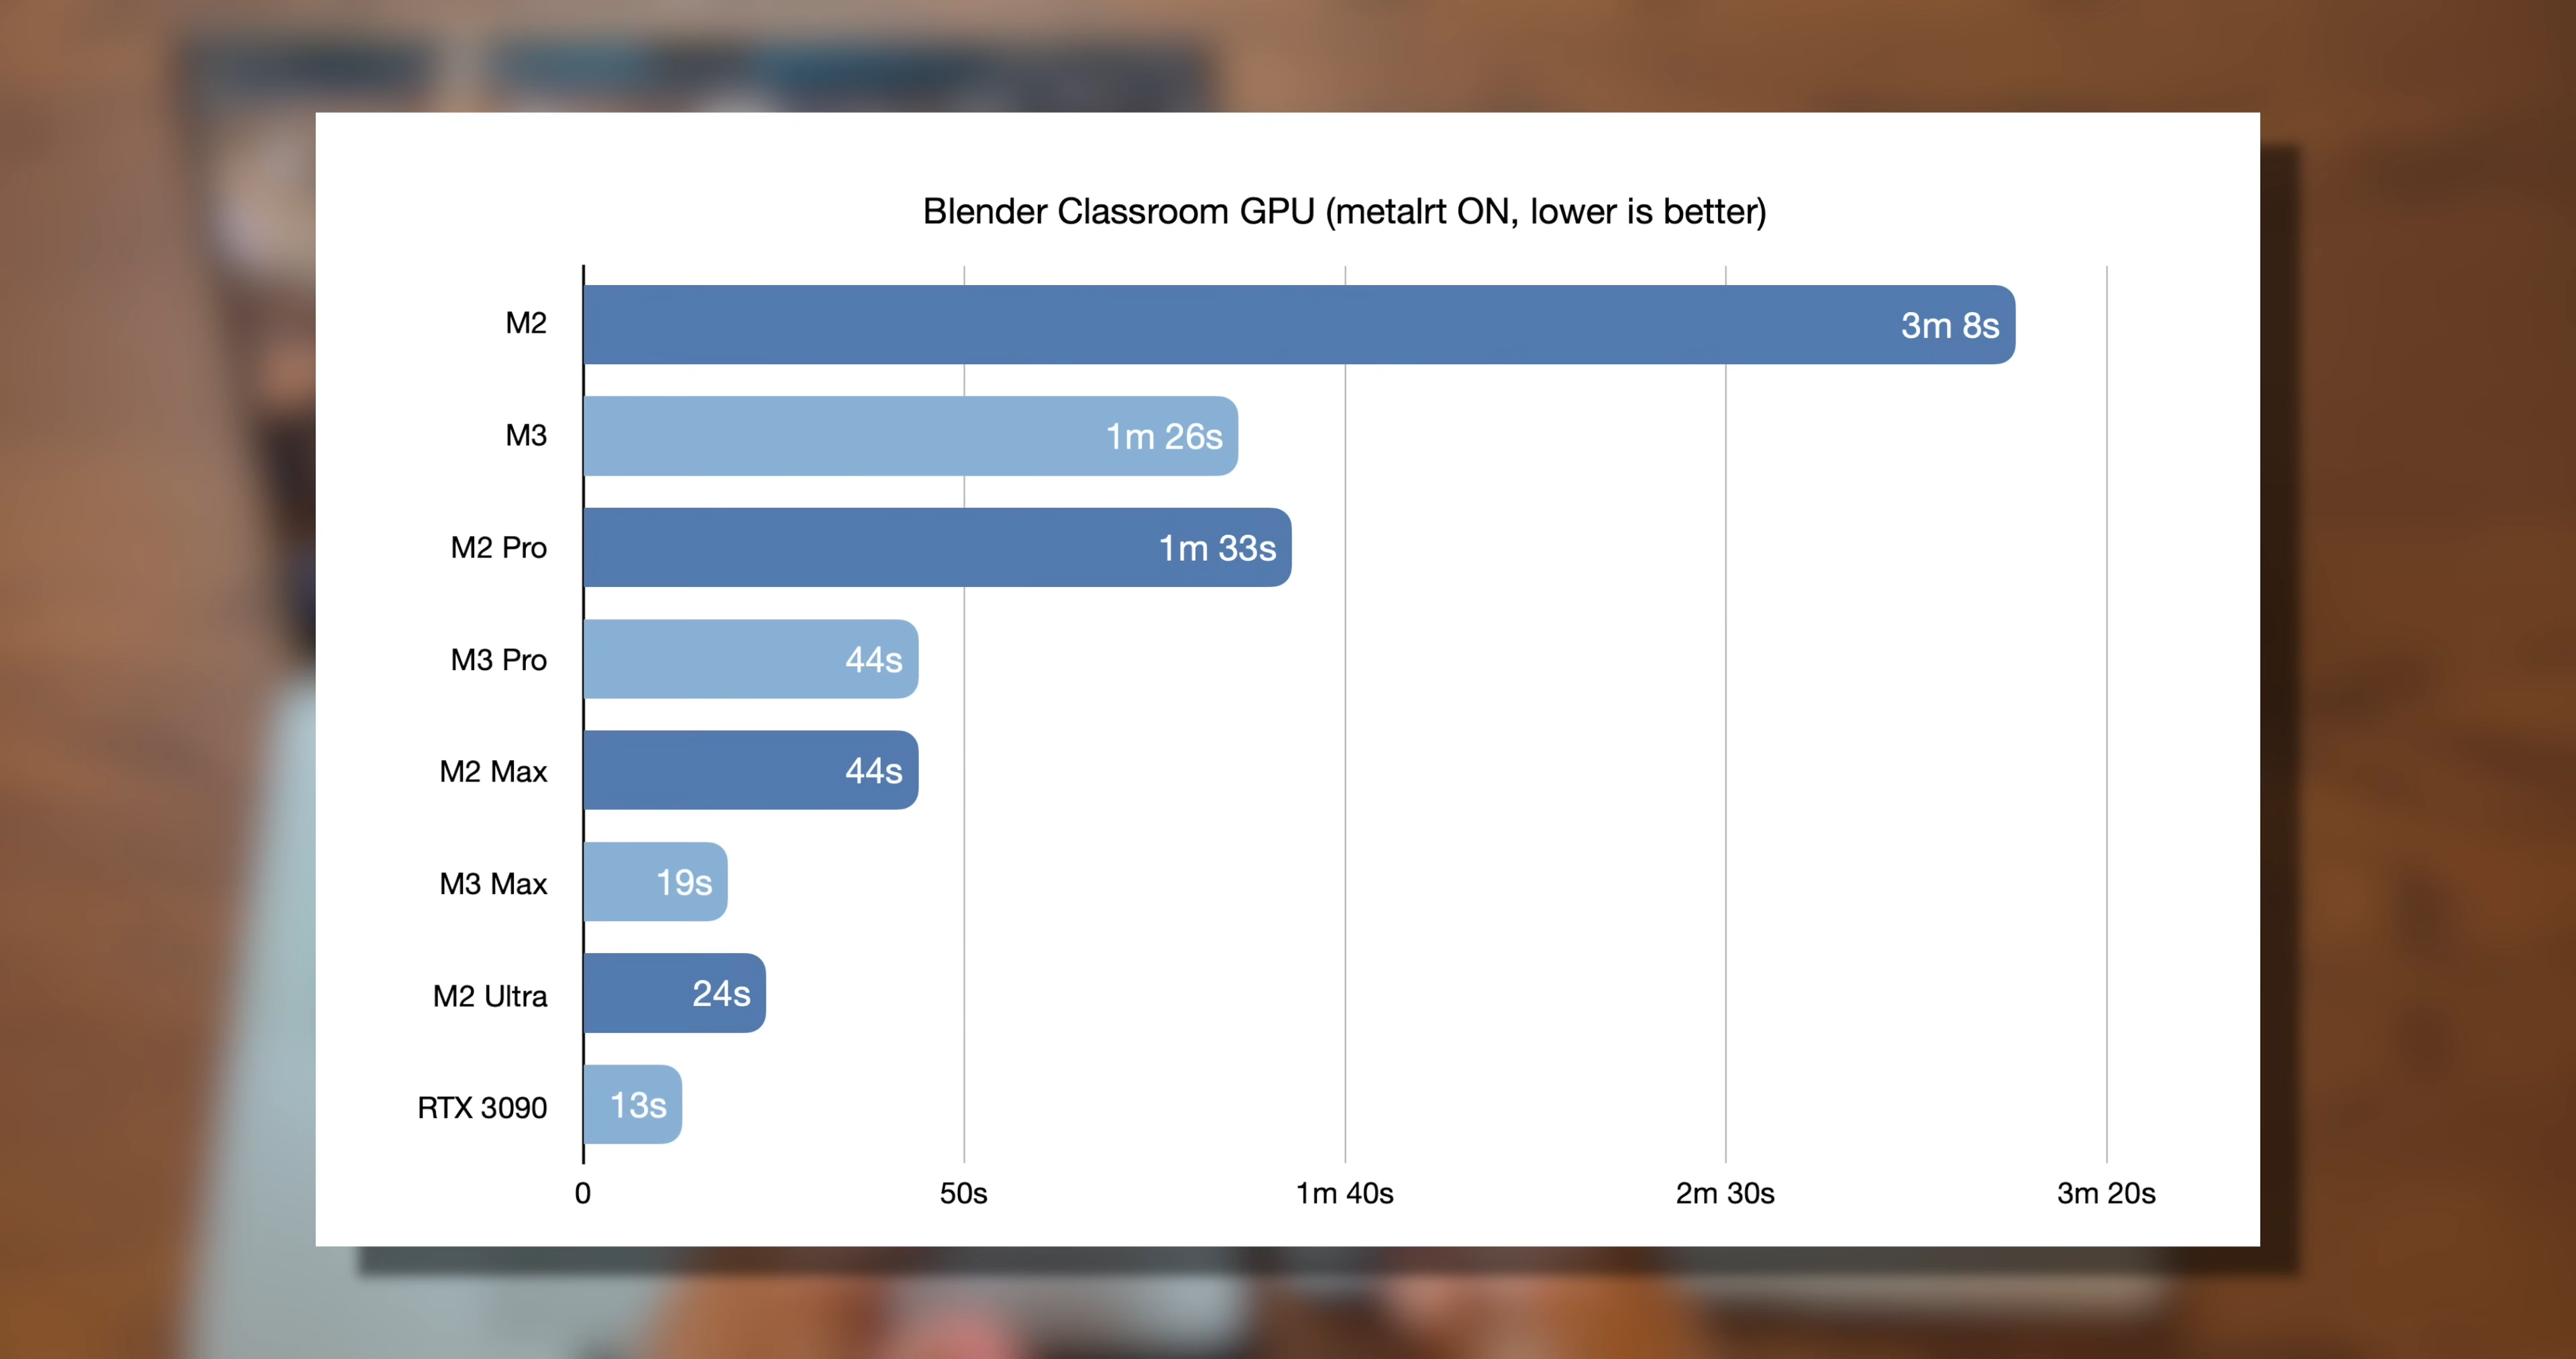 Blender Classroom GPU (metalrt ON, lower is better)
M2
3m 8s
M3
1m 26s
M2 Pro
1m 33s
M3 Pro
44s
M2 Max
44s
M3 Max
19s
M2 Ultra
24s
RTX 3090
13s
0 50s 1m 40s 2m 30s 3m 20s